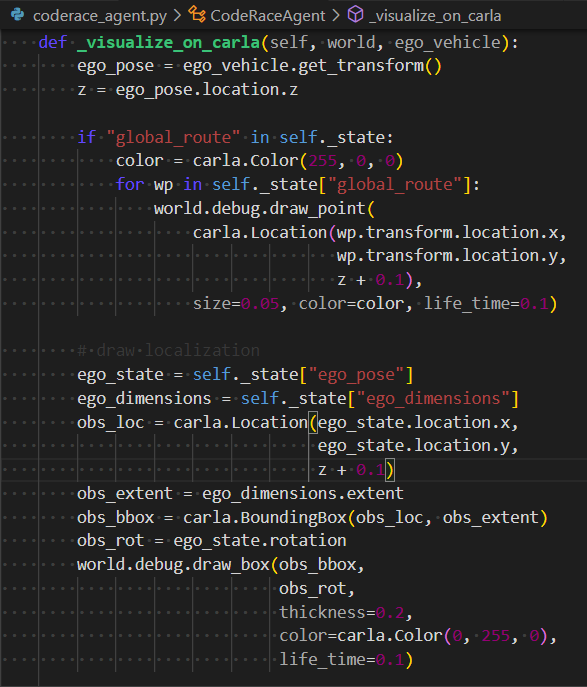 coderace_agent.py > CodeRaceAgent > _visualize_on_carla
def _visualize_on_carla(self, world, ego_vehicle):
    ego_pose = ego_vehicle.get_transform()
    z = ego_pose.location.z

    if "global_route" in self._state:
        color = carla.Color(255, 0, 0)
        for wp in self._state["global_route"]:
            world.debug.draw_point(
                carla.Location(wp.transform.location.x,
                               wp.transform.location.y,
                               z + 0.1),
                size=0.05, color=color, life_time=0.1)

    # draw localization
    ego_state = self._state["ego_pose"]
    ego_dimensions = self._state["ego_dimensions"]
    obs_loc = carla.Location(ego_state.location.x,
                             ego_state.location.y,
                             z + 0.1)
    obs_extent = ego_dimensions.extent
    obs_bbox = carla.BoundingBox(obs_loc, obs_extent)
    obs_rot = ego_state.rotation
    world.debug.draw_box(obs_bbox,
                         obs_rot,
                         thickness=0.2,
                         color=carla.Color(0, 255, 0),
                         life_time=0.1)